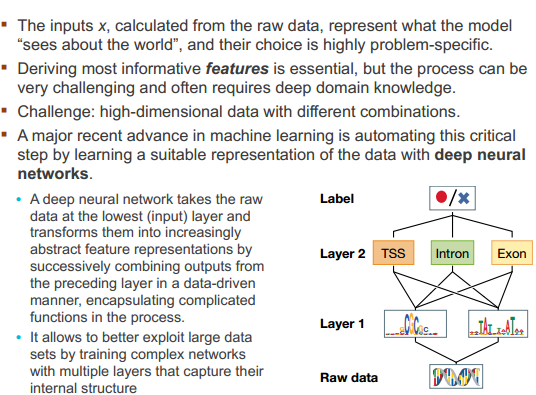 The inputs x, calculated from the raw data, represent what the model
“sees about the world”, and their choice is highly problem-specific.
Deriving most informative features is essential, but the process can be
very challenging and often requires deep domain knowledge.
Challenge: high-dimensional data with different combinations.
A major recent advance in machine learning is automating this critical
step by learning a suitable representation of the data with deep neural
networks.
A deep neural network takes the raw
data at the lowest (input) layer and
transforms them into increasingly
abstract feature representations by
successively combining outputs from
the preceding layer in a data-driven
manner, encapsulating complicated
functions in the process.
It allows to better exploit large data
sets by training complex networks
with multiple layers that capture their
internal structure
Label
/
Layer 2
TSS
Intron
Exon
Layer 1
Raw data